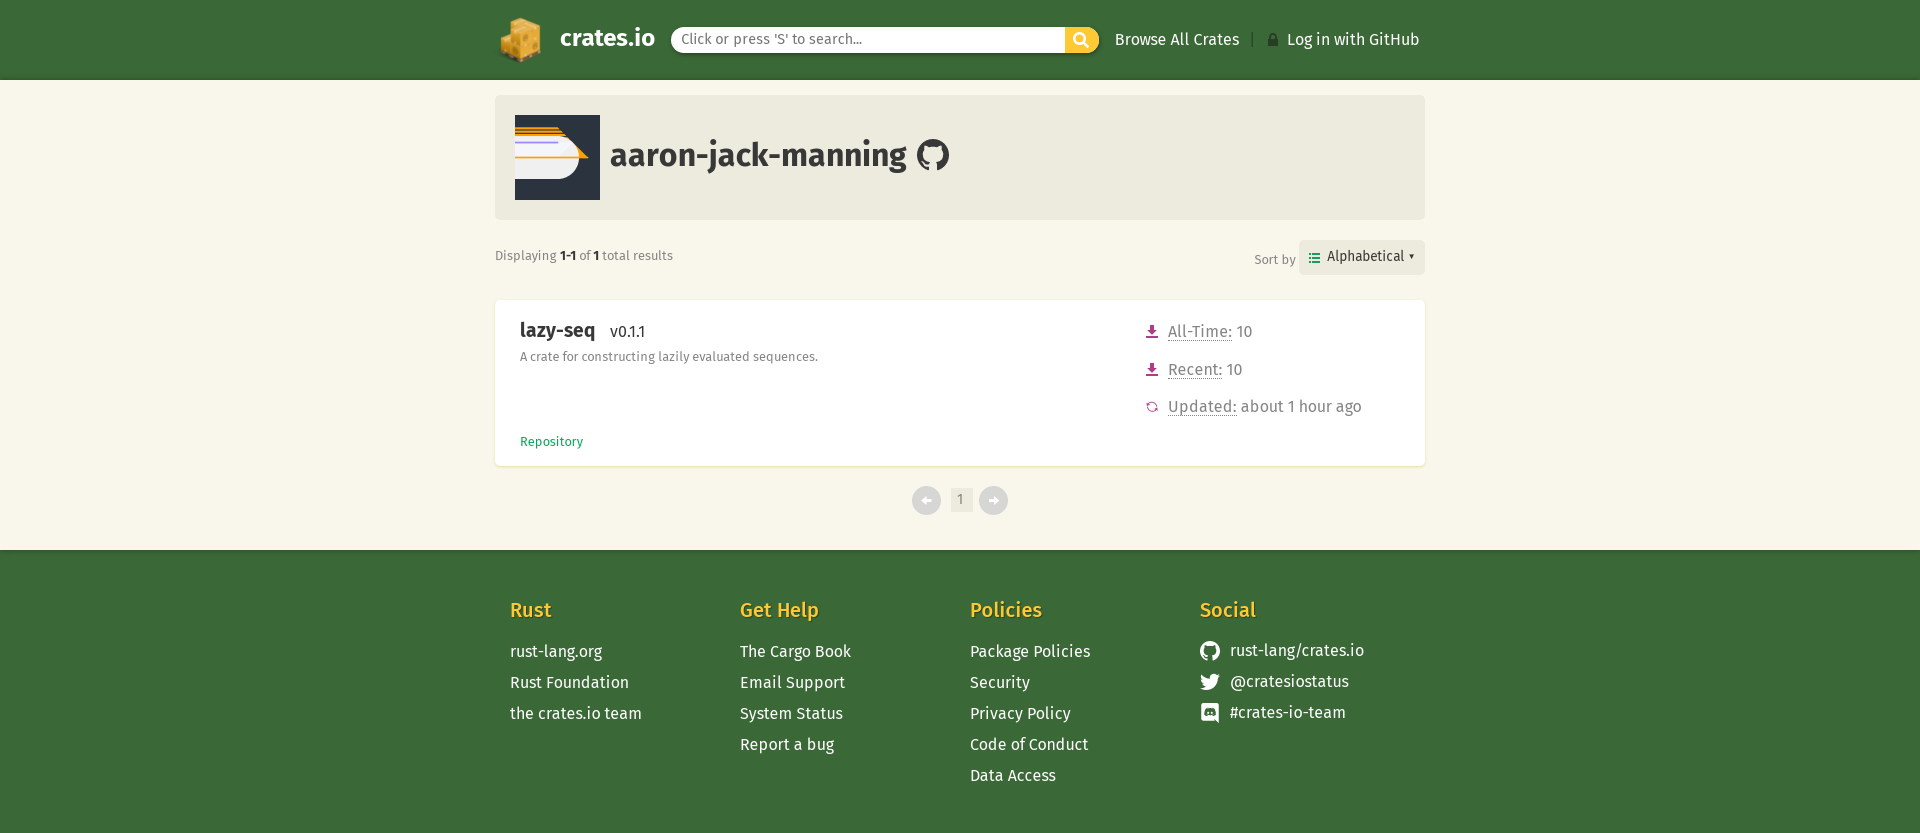 crates.io
Click or press 'S' to search...
Browse All Crates | Log in with GitHub
aaron-jack-manning
Displaying 1-1 of 1 total results
Sort by Alphabetical ▾
lazy-seq v0.1.1
A crate for constructing lazily evaluated sequences.
All-Time: 10
Recent: 10
Updated: about 1 hour ago
Repository
1
Rust
rust-lang.org
Rust Foundation
the crates.io team
Get Help
The Cargo Book
Email Support
System Status
Report a bug
Policies
Package Policies
Security
Privacy Policy
Code of Conduct
Data Access
Social
rust-lang/crates.io
@cratesiostatus
#crates-io-team